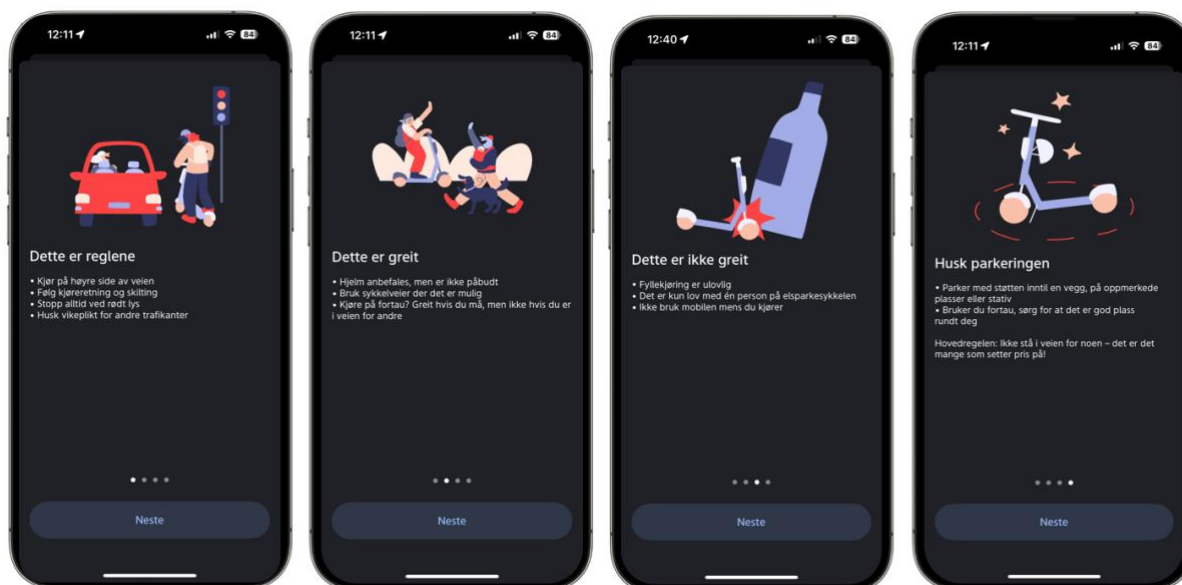 12:11
84
Dette er reglene
• Kjør på høyre side av veien
• Følg kjøreretning og skilting
• Stopp alltid ved rødt lys
• Husk vikeplikt for andre trafikanter
Neste
12:11
84
Dette er greit
• Hjelm anbefales, men er ikke påbudt
• Bruk sykkelveier der det er mulig
• Kjøre på fortau? Greit hvis du må, men ikke hvis du er
i veien for andre
Neste
12:40
84
Dette er ikke greit
• Fyllekjøring er ulovlig
• Det er kun lov med én person på elsparkesykkelen
• Ikke bruk mobilen mens du kjører
Neste
12:11
84
Husk parkeringen
• Parker med støtten inntil en vegg, på oppmerkede
plasser eller stativ
• Bruker du fortau, sørg for at det er god plass
rundt deg
Hovedregelen: Ikke stå i veien for noen – det er det
mange som setter pris på!
Neste